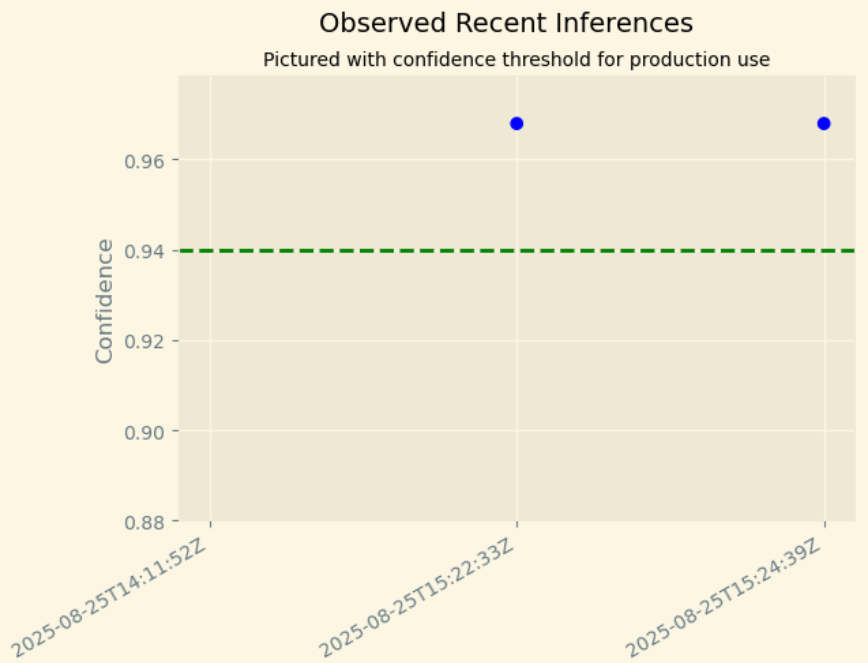 Observed Recent Inferences
Pictured with confidence threshold for production use
Confidence
0.96
0.94
0.92
0.90
0.88
2025-08-25T14:11:52Z
2025-08-25T15:22:33Z
2025-08-25T15:24:39Z